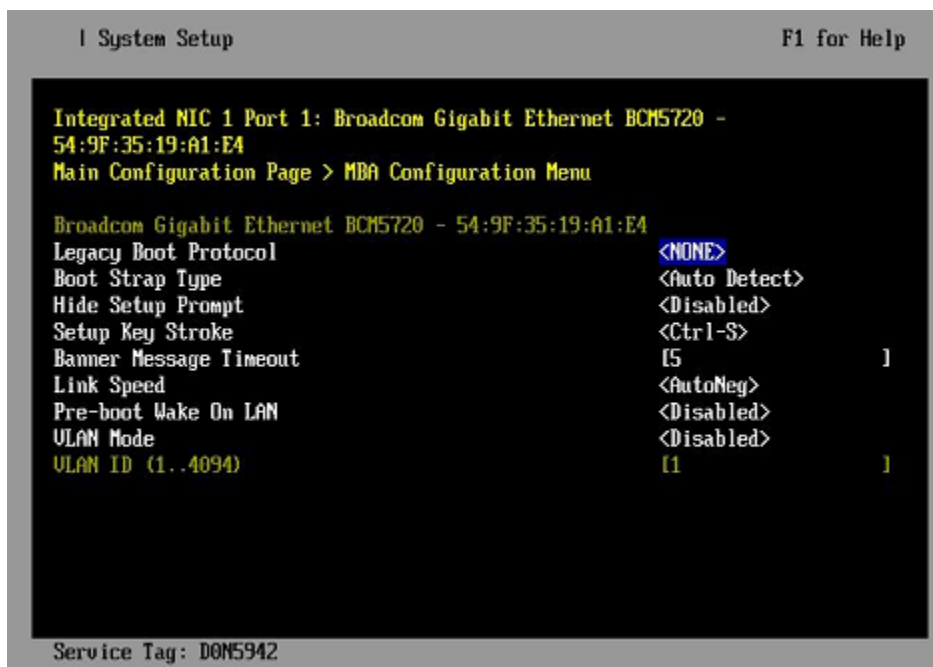 | System Setup F1 for Help
Integrated NIC 1 Port 1: Broadcom Gigabit Ethernet BCM5720 -
54:9F:35:19:A1:E4
Main Configuration Page > MBA Configuration Menu
Broadcom Gigabit Ethernet BCM5720 - 54:9F:35:19:A1:E4
Legacy Boot Protocol <NONE>
Boot Strap Type <Auto Detect>
Hide Setup Prompt <Disabled>
Setup Key Stroke <Ctrl-S>
Banner Message Timeout [5 ]
Link Speed <AutoNeg>
Pre-boot Wake On LAN <Disabled>
VLAN Mode <Disabled>
VLAN ID (1..4094) [1 ]
Service Tag: D0N5942